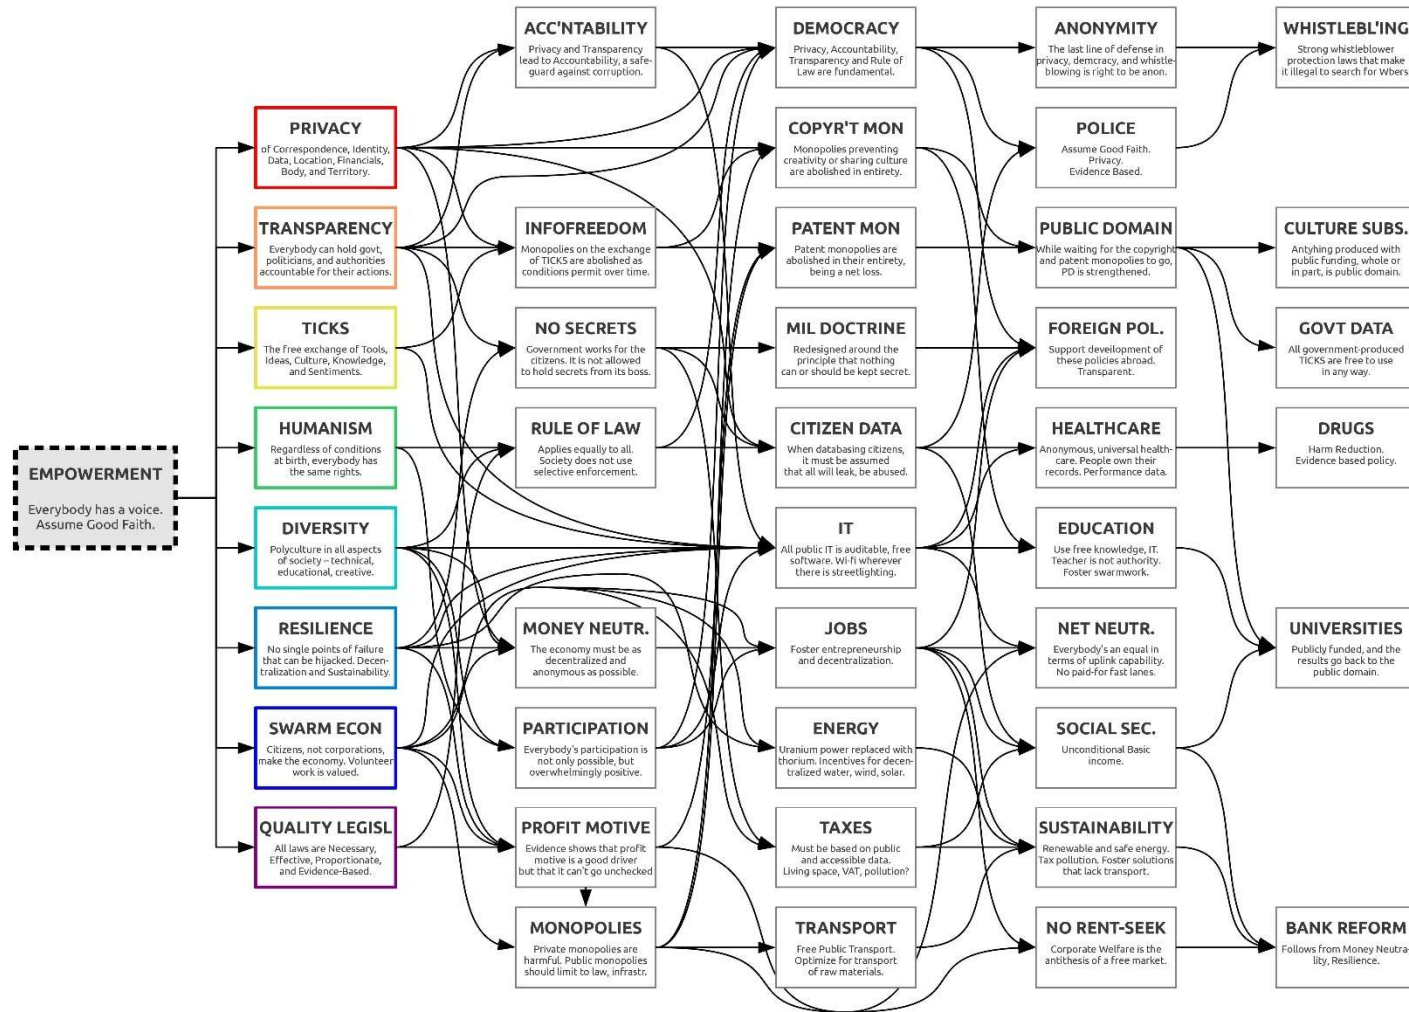 EMPOWERMENT
Everybody has a voice.
Assume Good Faith.
PRIVACY
of Correspondence, Identity,
Data, Location, Financials,
Body, and Territory.
TRANSPARENCY
Everybody can hold govt,
politicians, and authorities
accountable for their actions.
TICKS
The free exchange of Tools,
Ideas, Culture, Knowledge,
and Sentiments.
HUMANISM
Regardless of conditions
at birth, everybody has
the same rights.
DIVERSITY
Polyculture in all aspects
of society – technical,
educational, creative.
RESILIENCE
No single points of failure
that can be hijacked. Decen-
tralization and Sustainability.
SWARM ECON
Citizens, not corporations,
make the economy. Volunteer
work is valued.
QUALITY LEGISL
All laws are Necessary,
Effective, Proportionate,
and Evidence-Based.
ACC'NTABILITY
Privacy and Transparency
lead to Accountability, a safe-
guard against corruption.
INFOFREEDOM
Monopolies on the exchange
of TICKS are abolished as
conditions permit over time.
NO SECRETS
Government works for the
citizens. It is not allowed
to hold secrets from its boss.
RULE OF LAW
Applies equally to all.
Society does not use
selective enforcement.
MONEY NEUTR.
The economy must be as
decentralized and
anonymous as possible.
PARTICIPATION
Everybody's participation is
not only possible, but
overwhelmingly positive.
PROFIT MOTIVE
Evidence shows that profit
motive is a good driver
but that it can't go unchecked
MONOPOLIES
Private monopolies are
harmful. Public monopolies
should limit to law, infrastr.
DEMOCRACY
Privacy, Accountability,
Transparency and Rule of
Law are fundamental.
COPYR'T MON
Monopolies preventing
creativity or sharing culture
are abolished in entirety.
PATENT MON
Patent monopolies are
abolished in their entirety,
being a net loss.
MIL DOCTRINE
Redesigned around the
principle that nothing
can or should be kept secret.
CITIZEN DATA
When databasing citizens,
it must be assumed
that all will leak, be abused.
IT
All public IT is auditable, free
software. Wi-fi wherever
there is streetlighting.
JOBS
Foster entrepreneurship
and decentralization.
ENERGY
Uranium power replaced with
thorium. Incentives for decen-
tralized water, wind, solar.
TAXES
Must be based on public
and accessible data.
Living space, VAT, pollution?
TRANSPORT
Free Public Transport.
Optimize for transport
of raw materials.
ANONYMITY
The last line of defense in
privacy, demcracy, and whistle-
blowing is right to be anon.
POLICE
Assume Good Faith.
Privacy.
Evidence Based.
PUBLIC DOMAIN
While waiting for the copyright
and patent monopolies to go,
PD is strengthened.
FOREIGN POL.
Support deveilopment of
these policies abroad.
Transparent.
HEALTHCARE
Anonymous, universal health-
care. People own their
records. Performance data.
EDUCATION
Use free knowledge, IT.
Teacher is not authority.
Foster swarmwork.
NET NEUTR.
Everybody's an equal in
terms of uplink capability.
No paid-for fast lanes.
SOCIAL SEC.
Unconditional Basic
income.
SUSTAINABILITY
Renewable and safe energy.
Tax pollution. Foster solutions
that lack transport.
NO RENT-SEEK
Corporate Welfare is the
antithesis of a free market.
WHISTLEBL'ING
Strong whistleblower
protection laws that make
it illegal to search for Wbers
CULTURE SUBS.
Antyhing produced with
public funding, whole or
in part, is public domain.
GOVT DATA
All government-produced
TICKS are free to use
in any way.
DRUGS
Harm Reduction.
Evidence based policy.
UNIVERSITIES
Publicly funded, and the
results go back to the
public domain.
BANK REFORM
Follows from Money Neutra-
lity, Resilience.